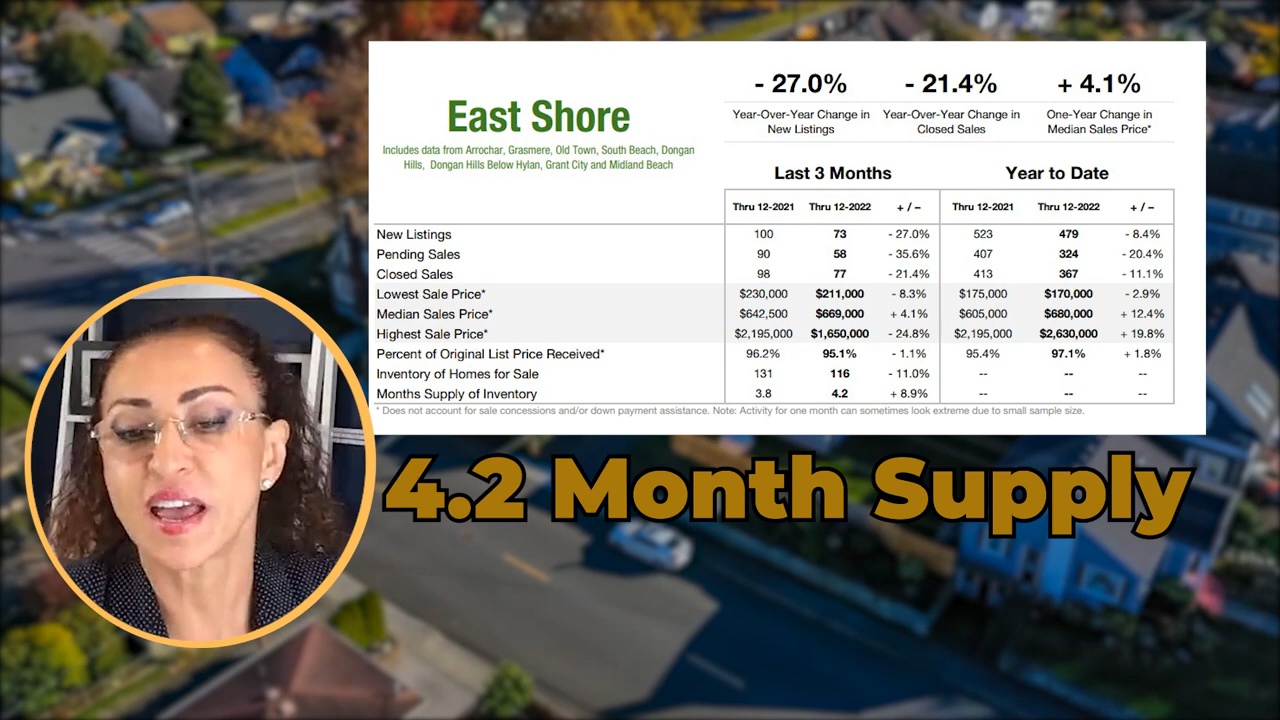 - 27.0% - 21.4% + 4.1%
East Shore
Year-Over-Year Change in New Listings
Year-Over-Year Change in Closed Sales
One-Year Change in Median Sales Price*
Includes data from Arrochar, Grasmere, Old Town, South Beach, Dongan
Hills, Dongan Hills Below Hylan, Grant City and Midland Beach
Last 3 Months Year to Date
Thru 12-2021 Thru 12-2022 + / – Thru 12-2021 Thru 12-2022 + / –
New Listings 100 73 - 27.0% 523 479 - 8.4%
Pending Sales 90 58 - 35.6% 407 324 - 20.4%
Closed Sales 98 77 - 21.4% 413 367 - 11.1%
Lowest Sale Price* $230,000 $211,000 - 8.3% $175,000 $170,000 - 2.9%
Median Sales Price* $642,500 $669,000 + 4.1% $605,000 $680,000 + 12.4%
Highest Sale Price* $2,195,000 $1,650,000 - 24.8% $2,195,000 $2,630,000 + 19.8%
Percent of Original List Price Received* 96.2% 95.1% - 1.1% 95.4% 97.1% + 1.8%
Inventory of Homes for Sale 131 116 - 11.0% -- -- --
Months Supply of Inventory 3.8 4.2 + 8.9% -- -- --
* Does not account for sale concessions and/or down payment assistance. Note: Activity for one month can sometimes look extreme due to small sample size.
4.2 Month Supply